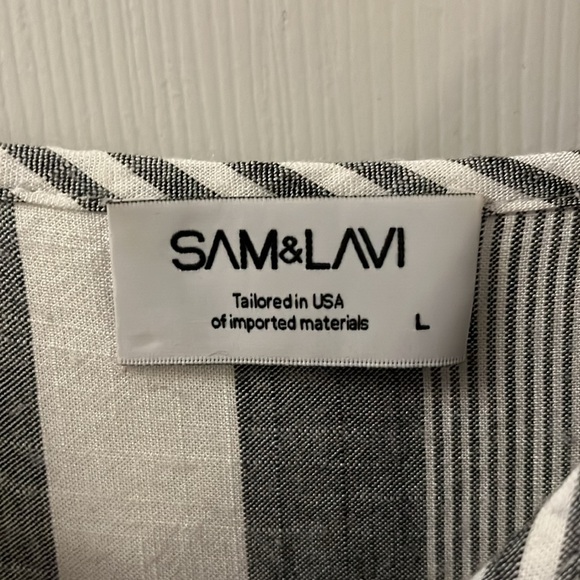 SAM&LAVI
Tailored in USA
of imported materials L